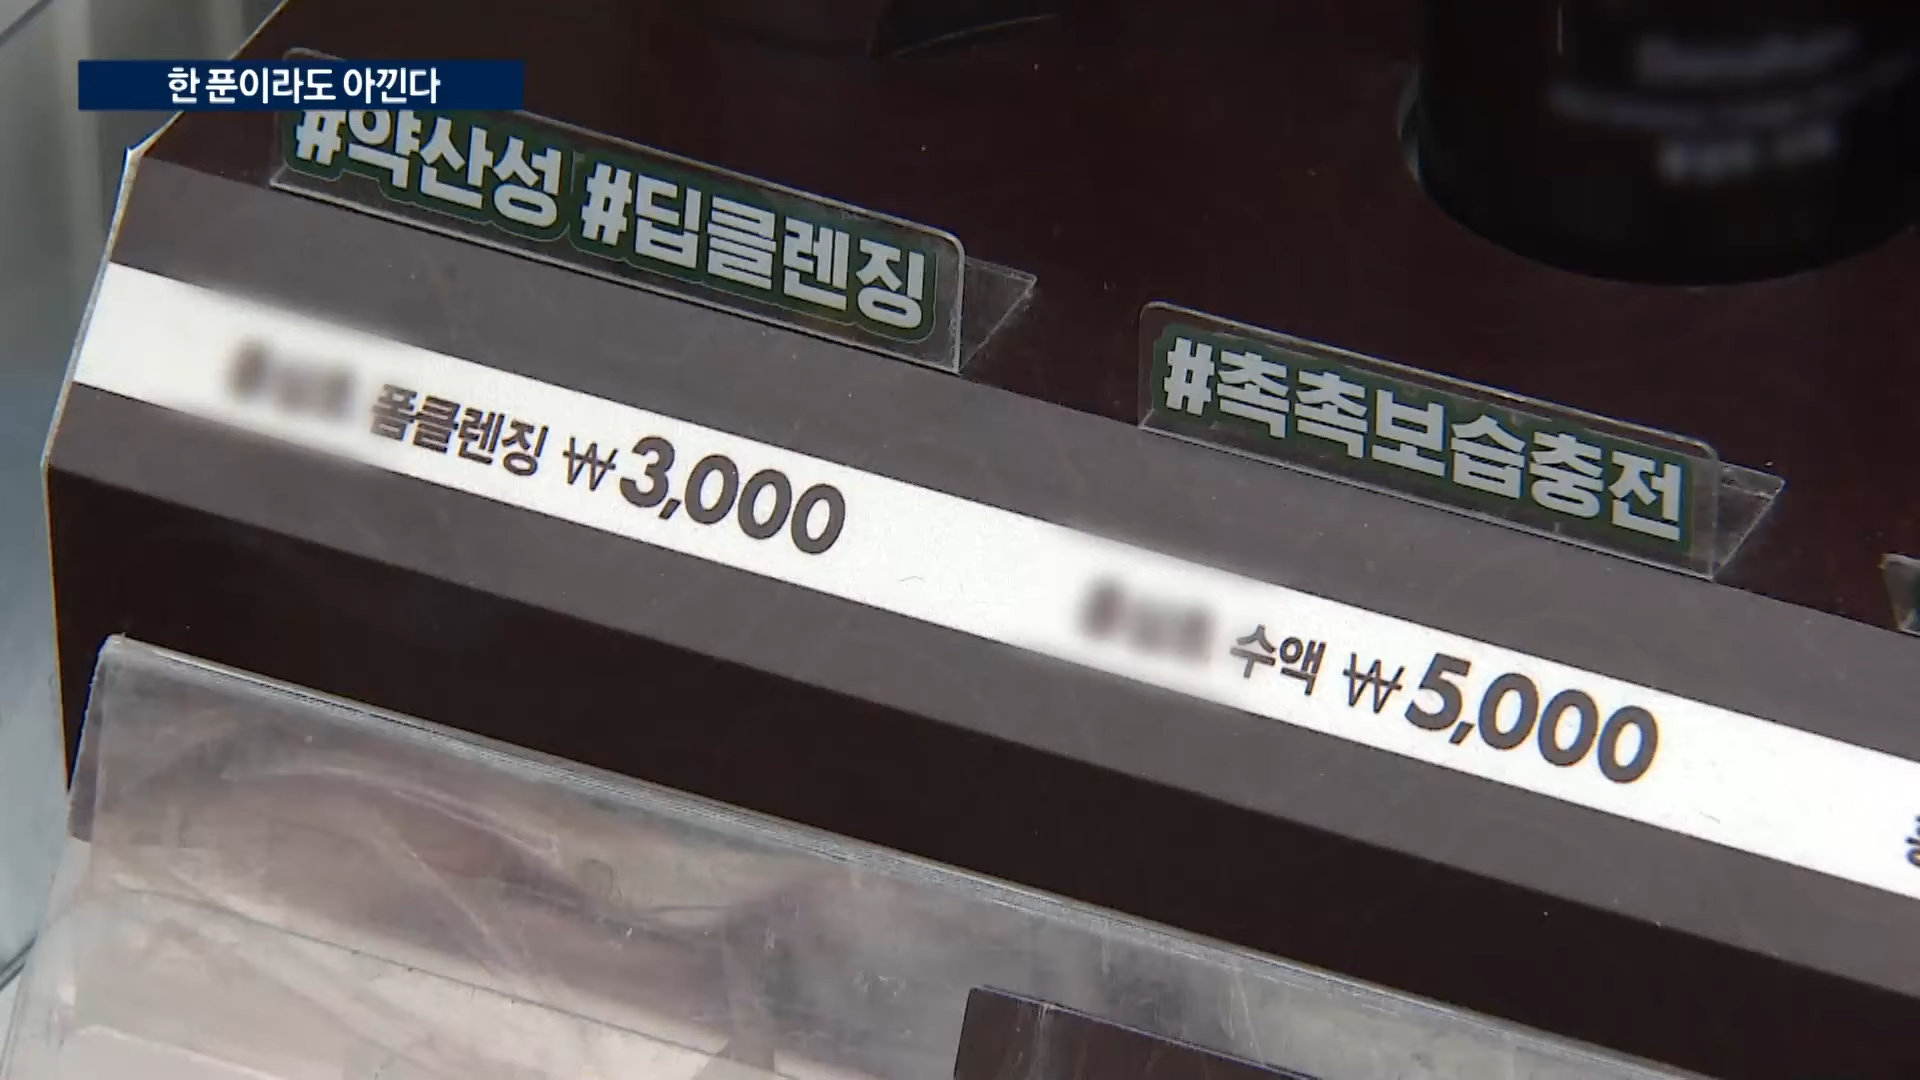 한 푼이라도 아낀다
#약산성 #딥클렌징
#촉촉보습충전
폼클렌징 ₩3,000
수액 ₩5,000